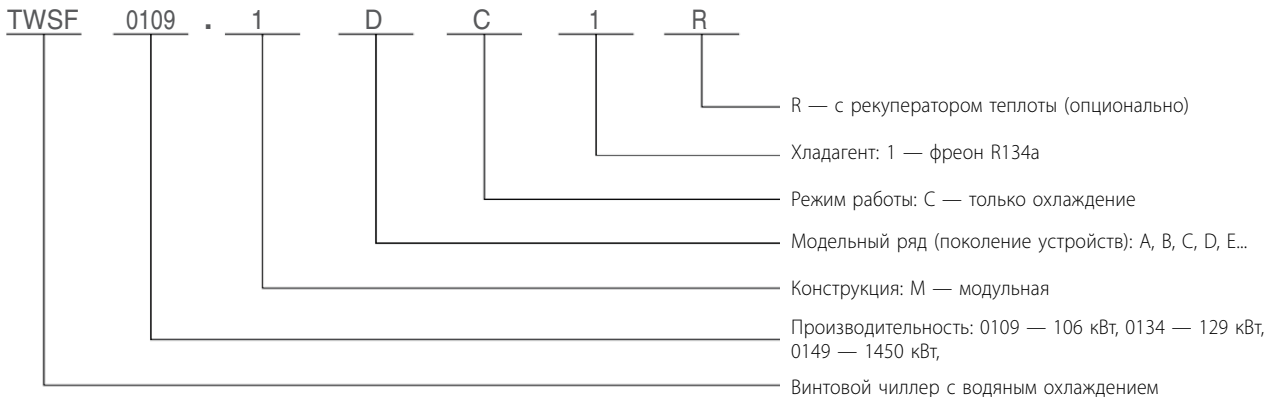 TWSF 0109 . 1 D C 1 R
R — с рекуператором теплоты (опционально)
Хладагент: 1 — фреон R134a
Режим работы: С — только охлаждение
Модельный ряд (поколение устройств): A, B, C, D, E...
Конструкция: М — модульная
Производительность: 0109 — 106 кВт, 0134 — 129 кВт,
0149 — 1450 кВт,
Винтовой чиллер с водяным охлаждением